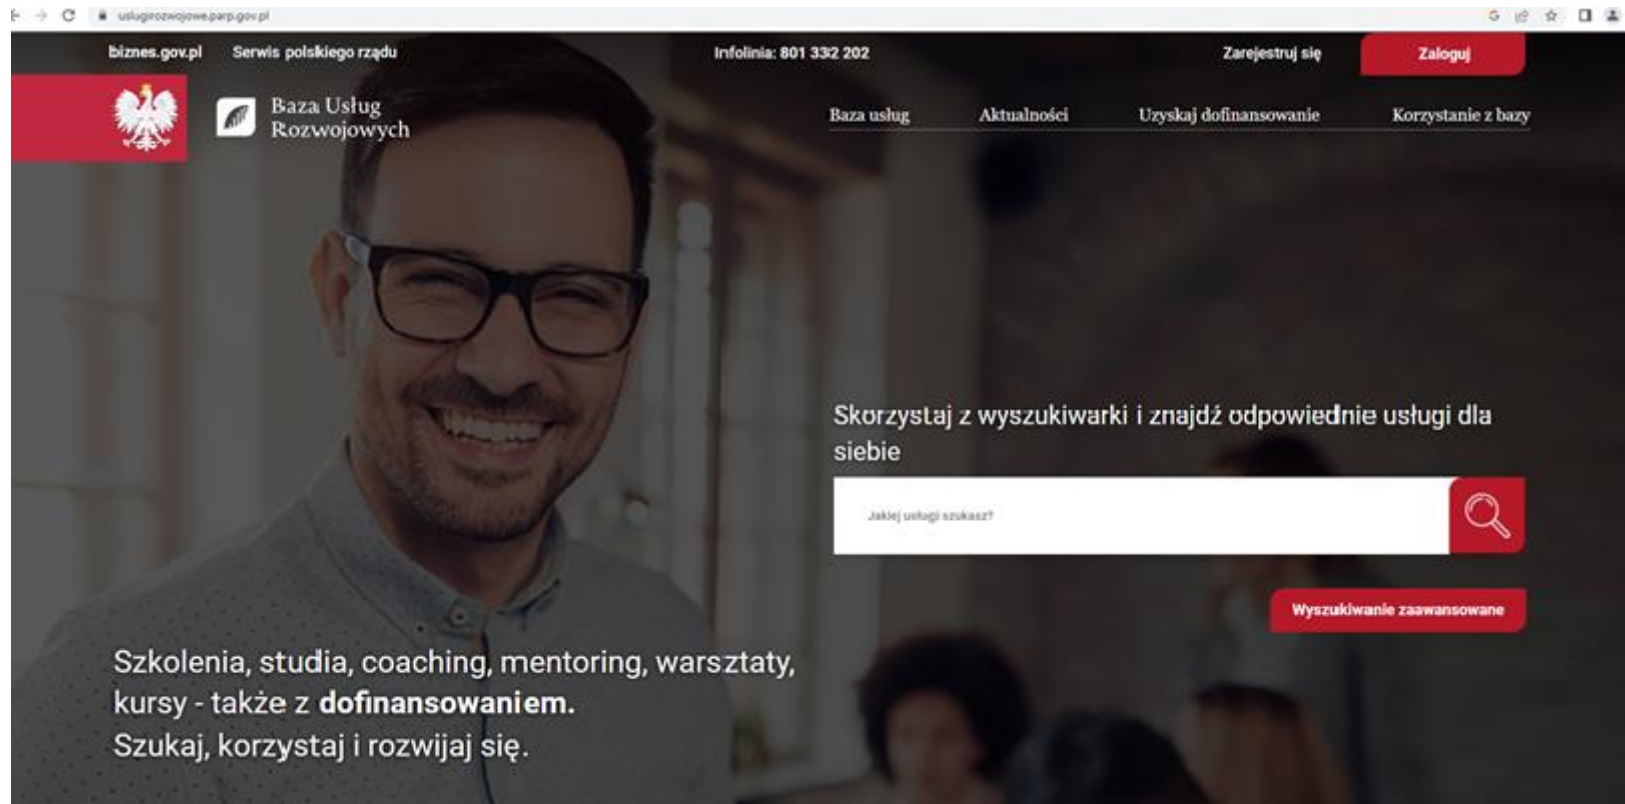 uslugirozwojowe.parp.gov.pl
biznes.gov.pl Serwis polskiego rządu Infolinia: 801 332 202 Zarejestruj się Zaloguj
Baza Usług
Rozwojowych
Baza usług Aktualności Uzyskaj dofinansowanie Korzystanie z bazy
Skorzystaj z wyszukiwarki i znajdź odpowiednie usługi dla
siebie
Jakiej usługi szukasz?
Wyszukiwanie zaawansowane
Szkolenia, studia, coaching, mentoring, warsztaty,
kursy - także z dofinansowaniem.
Szukaj, korzystaj i rozwijaj się.